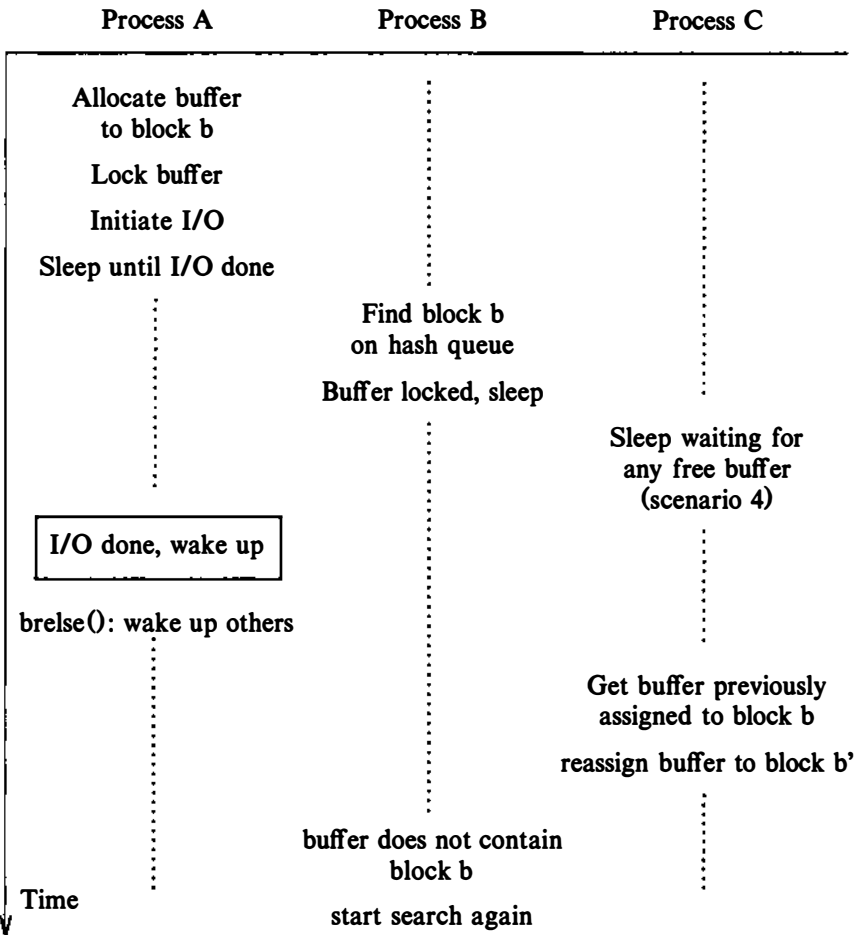 Process A
Process B
Process C
Allocate buffer
to block b
Lock buffer
Initiate I/O
Sleep until I/O done
Find block b
on hash queue
Buffer locked, sleep
Sleep waiting for
any free buffer
(scenario 4)
I/O done, wake up
brelse(): wake up others
Get buffer previously
assigned to block b
reassign buffer to block b'
buffer does not contain
block b
Time
start search again